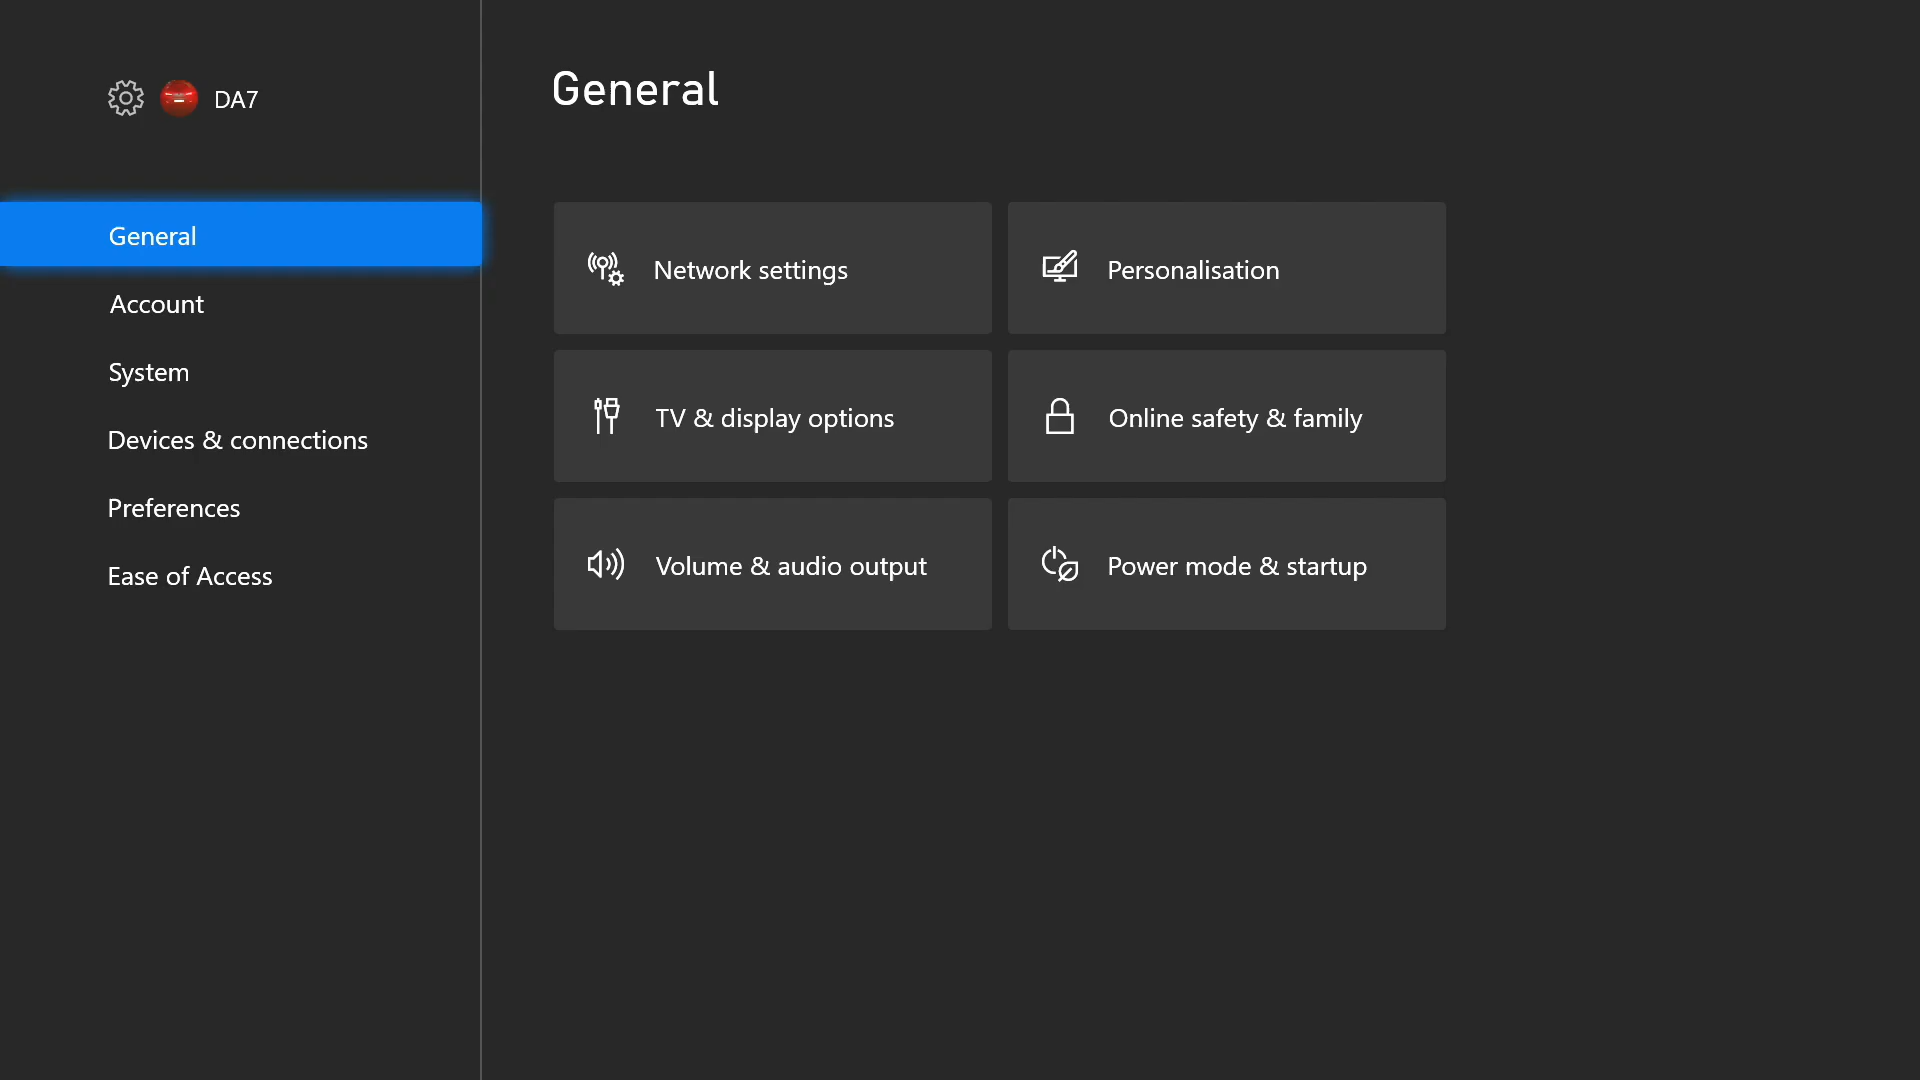 DA7
General
Account
System
Devices & connections
Preferences
Ease of Access
General
Network settings
Personalisation
TV & display options
Online safety & family
Volume & audio output
Power mode & startup